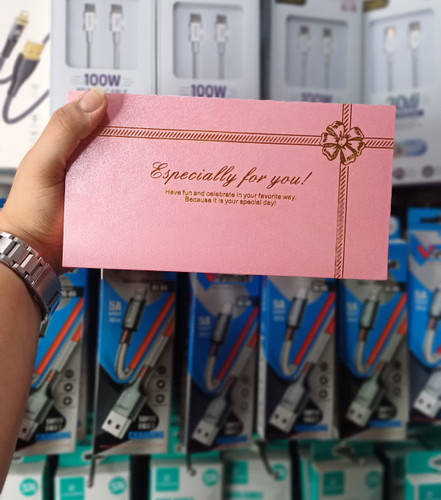 100W
100W
Especially for you!
Have fun and celebrate in your favorite way.
Because it is your special day!
5A